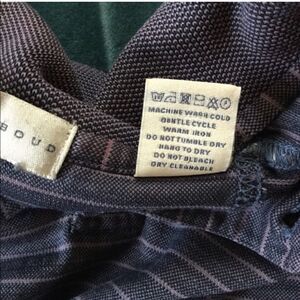 BOUD
MACHINE WASH COLD
GENTLE CYCLE
WARM IRON
DO NOT TUMBLE DRY
HANG TO DRY
DO NOT BLEACH
DRY CLEANABLE